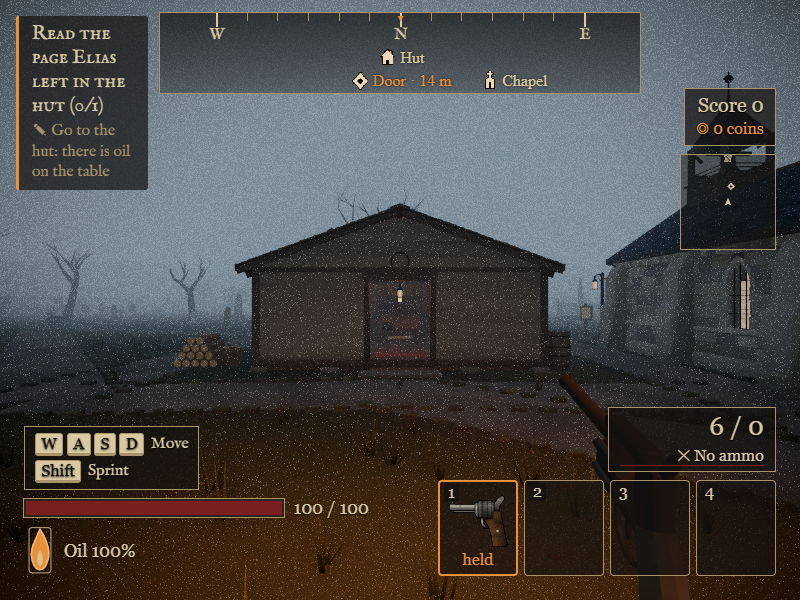 Read the
page Elias
left in the
hut (0/1)
Go to the
hut: there is oil
on the table
W N E
Hut
Door · 14 m
Chapel
Score 0
0 coins
W A S D Move
Shift Sprint
100 / 100
Oil 100%
6 / 0
No ammo
1 2 3 4
held